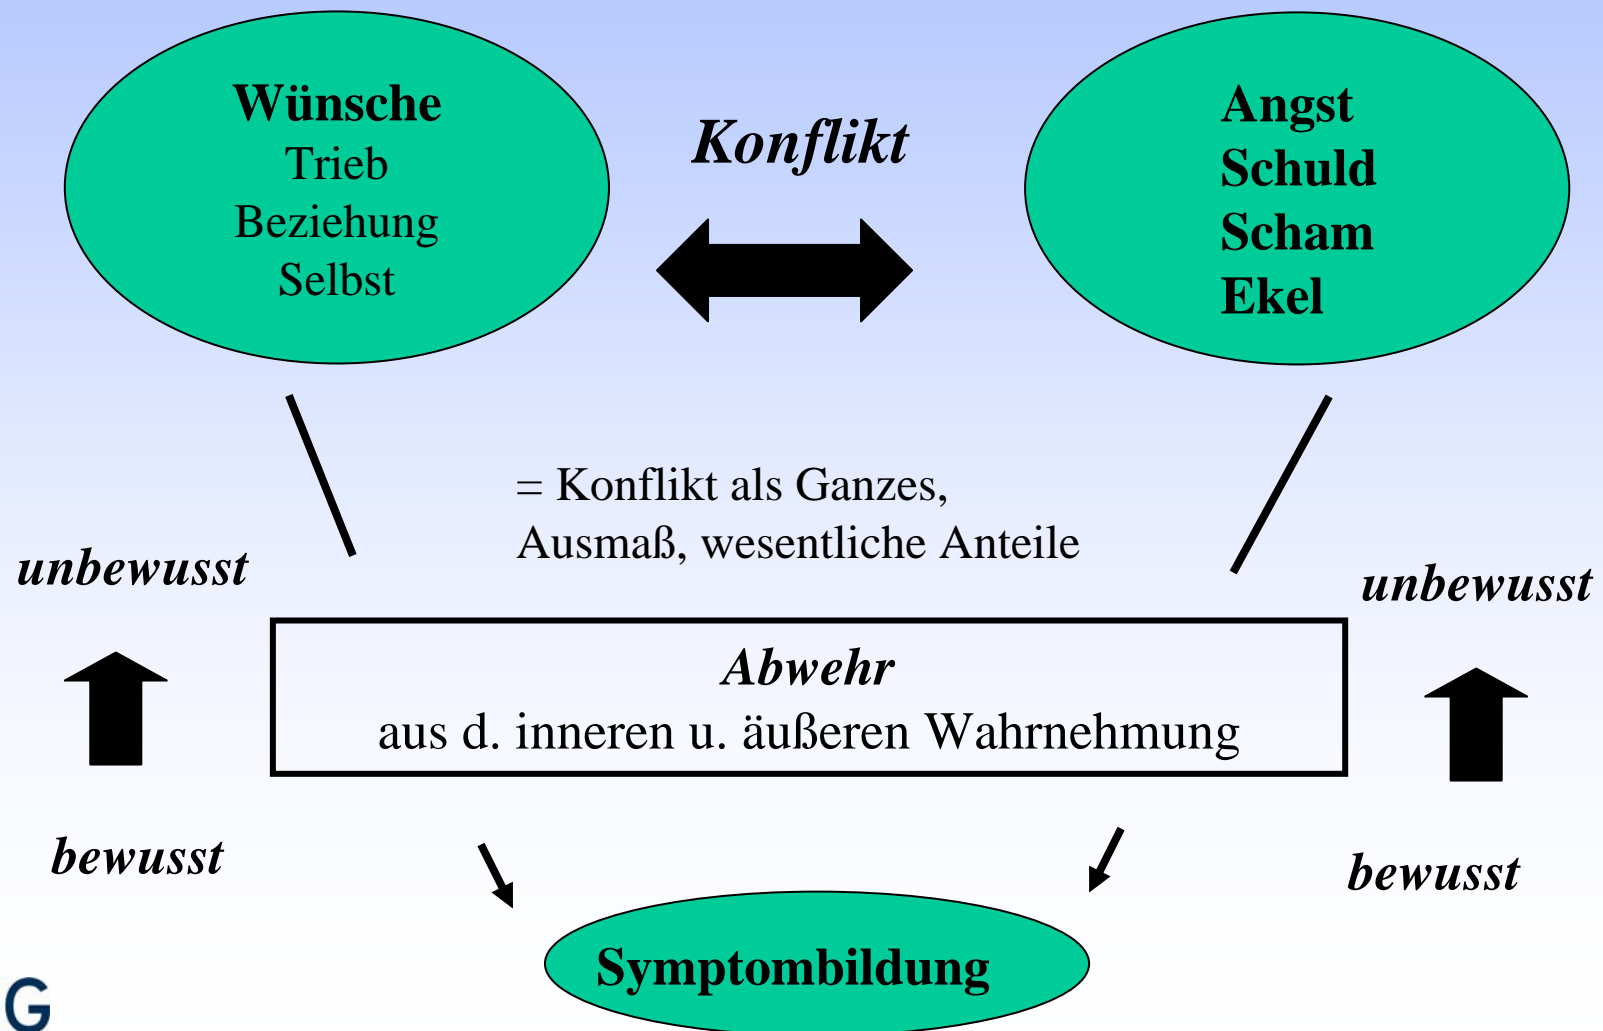 Wünsche
Trieb
Beziehung
Selbst
Konflikt
Angst
Schuld
Scham
Ekel
= Konflikt als Ganzes,
Ausmaß, wesentliche Anteile
unbewusst
unbewusst
Abwehr
aus d. inneren u. äußeren Wahrnehmung
bewusst
bewusst
Symptombildung
G